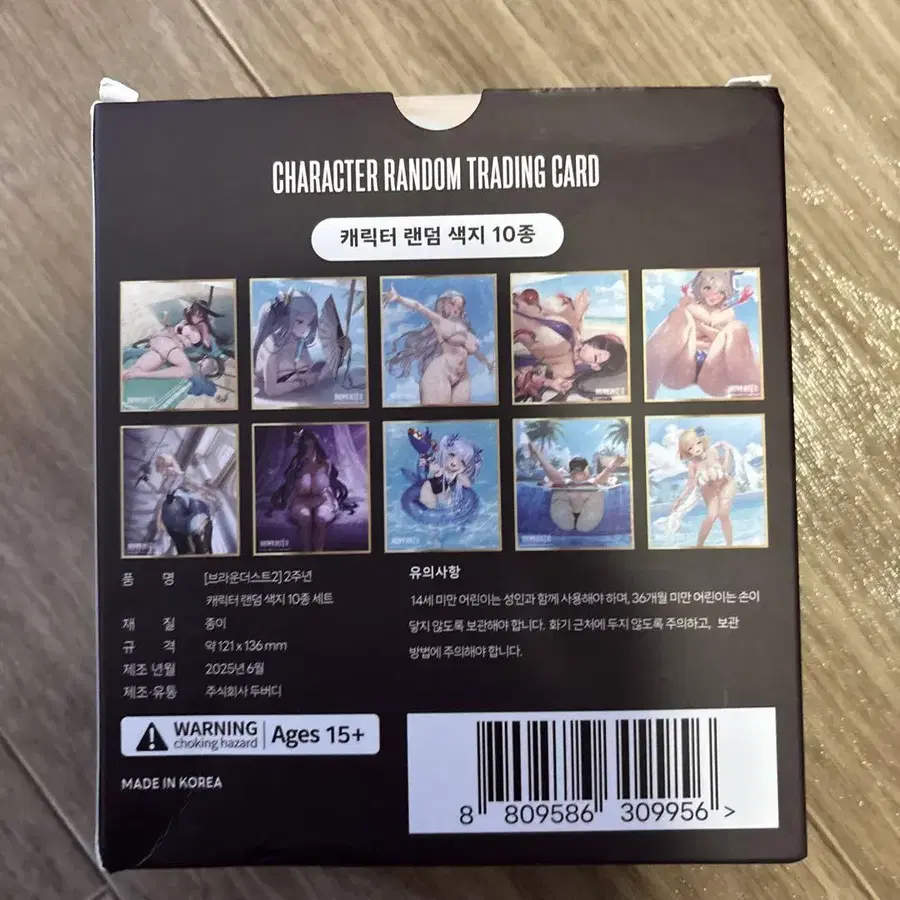 CHARACTER RANDOM TRADING CARD
캐릭터 랜덤 색지 10종
품 명 [브라운더스트2] 2주년
캐릭터 랜덤 색지 10종 세트
재 질 종이
규 격 약 121 x 136 mm
제조 년월 2025년 6월
제조·유통 주식회사 두버디
유의사항
14세 미만 어린이는 성인과 함께 사용해야 하며, 36개월 미만 어린이는 손이
닿지 않도록 보관해야 합니다. 화기 근처에 두지 않도록 주의하고, 보관
방법에 주의해야 합니다.
WARNING
choking hazard
Ages 15+
MADE IN KOREA
8 809586 309956 >